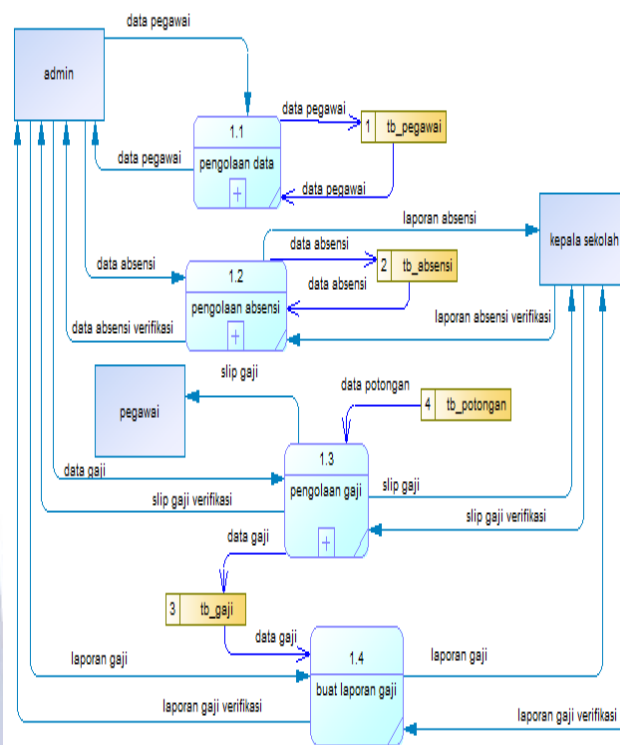 data pegawai
admin
1.1
pengolaan data
data pegawai
1 tb_pegawai
data pegawai
data pegawai
laporan absensi
kepala sekolah
data absensi
1.2
pengolaan absensi
data absensi
2 tb_absensi
data absensi
data absensi verifikasi
laporan absensi verifikasi
slip gaji
pegawai
data potongan
4 tb_potongan
1.3
pengolaan gaji
data gaji
slip gaji verifikasi
slip gaji
slip gaji verifikasi
data gaji
3 tb_gaji
data gaji
1.4
buat laporan gaji
laporan gaji
laporan gaji
laporan gaji verifikasi
laporan gaji verifikasi